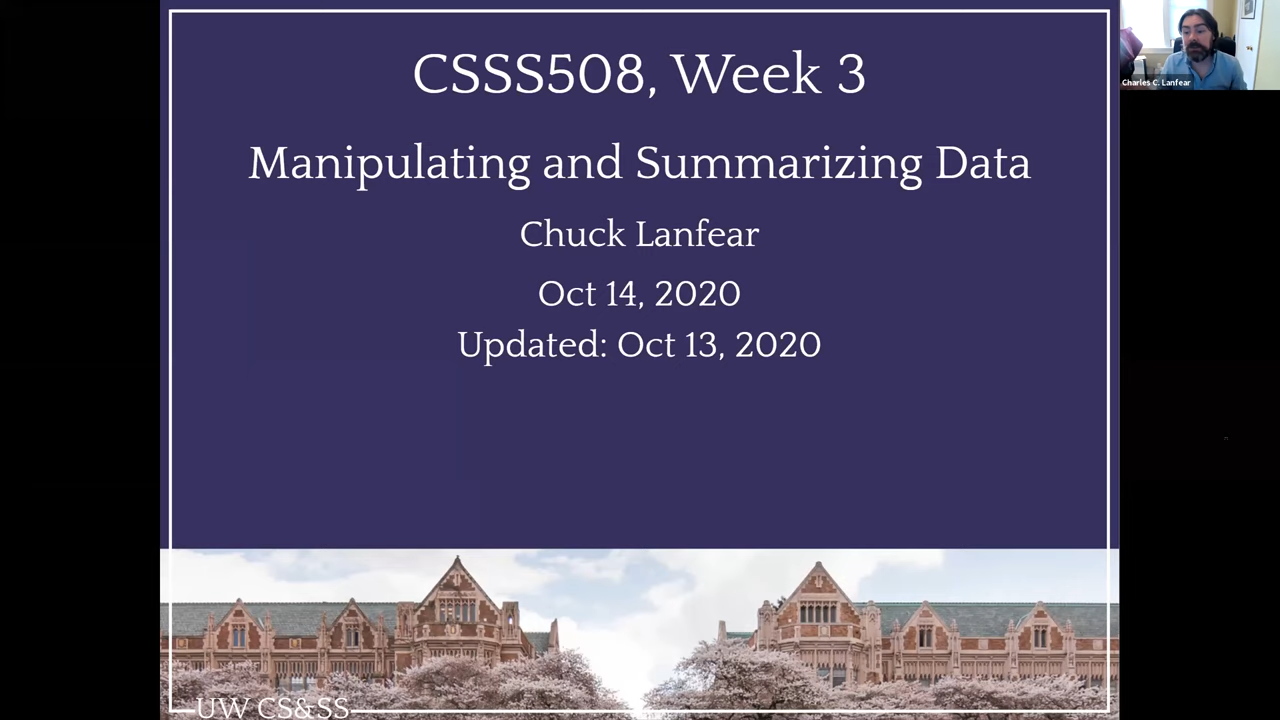 CSSS508, Week 3
Manipulating and Summarizing Data
Chuck Lanfear
Oct 14, 2020
Updated: Oct 13, 2020
UW CS&SS
Charles C. Lanfear